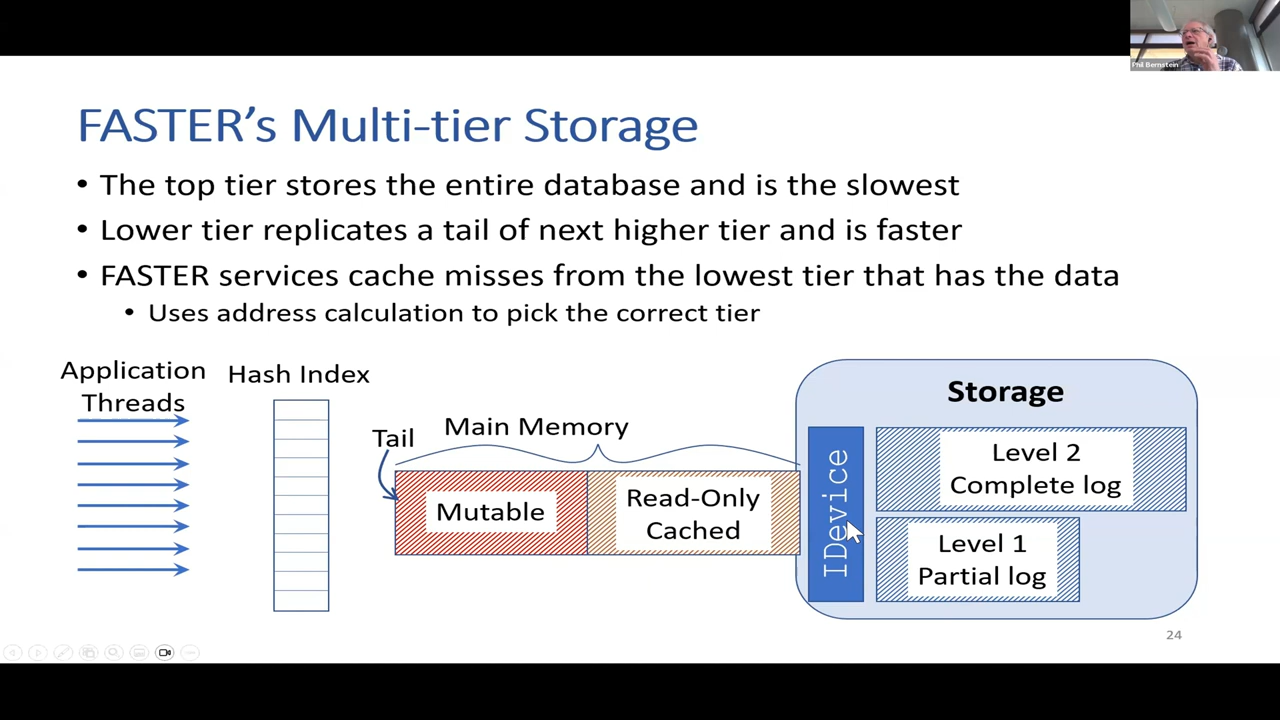 Phil Bernstein
FASTER's Multi-tier Storage
• The top tier stores the entire database and is the slowest
• Lower tier replicates a tail of next higher tier and is faster
• FASTER services cache misses from the lowest tier that has the data
• Uses address calculation to pick the correct tier
Application
Threads
Hash Index
Tail
Main Memory
Mutable
Read-Only
Cached
Storage
IDevice
Level 2
Complete log
Level 1
Partial log
24